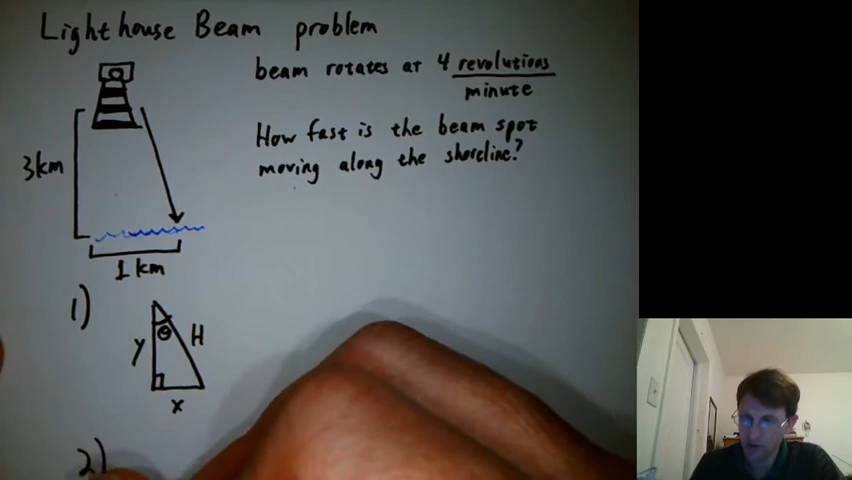 Lighthouse Beam problem
beam rotates at 4 revolutions
minute
How fast is the beam spot
moving along the shoreline?
3km
1 km
1)
θ
y
H
x
2)